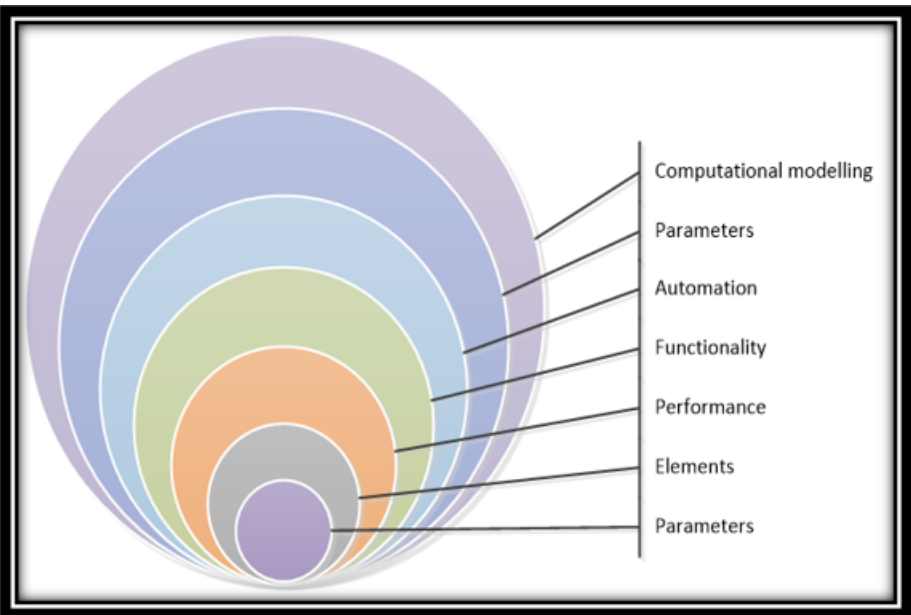 Computational modelling
Parameters
Automation
Functionality
Performance
Elements
Parameters